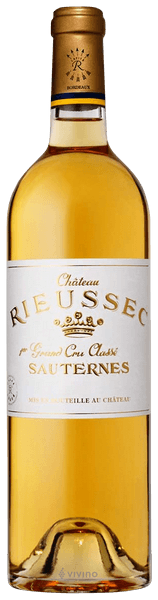 R
BORDEAUX
Château
RIEUSSEC
1er Grand Cru Classé
SAUTERNES
MIS EN BOUTEILLE AU CHÂTEAU
vivino